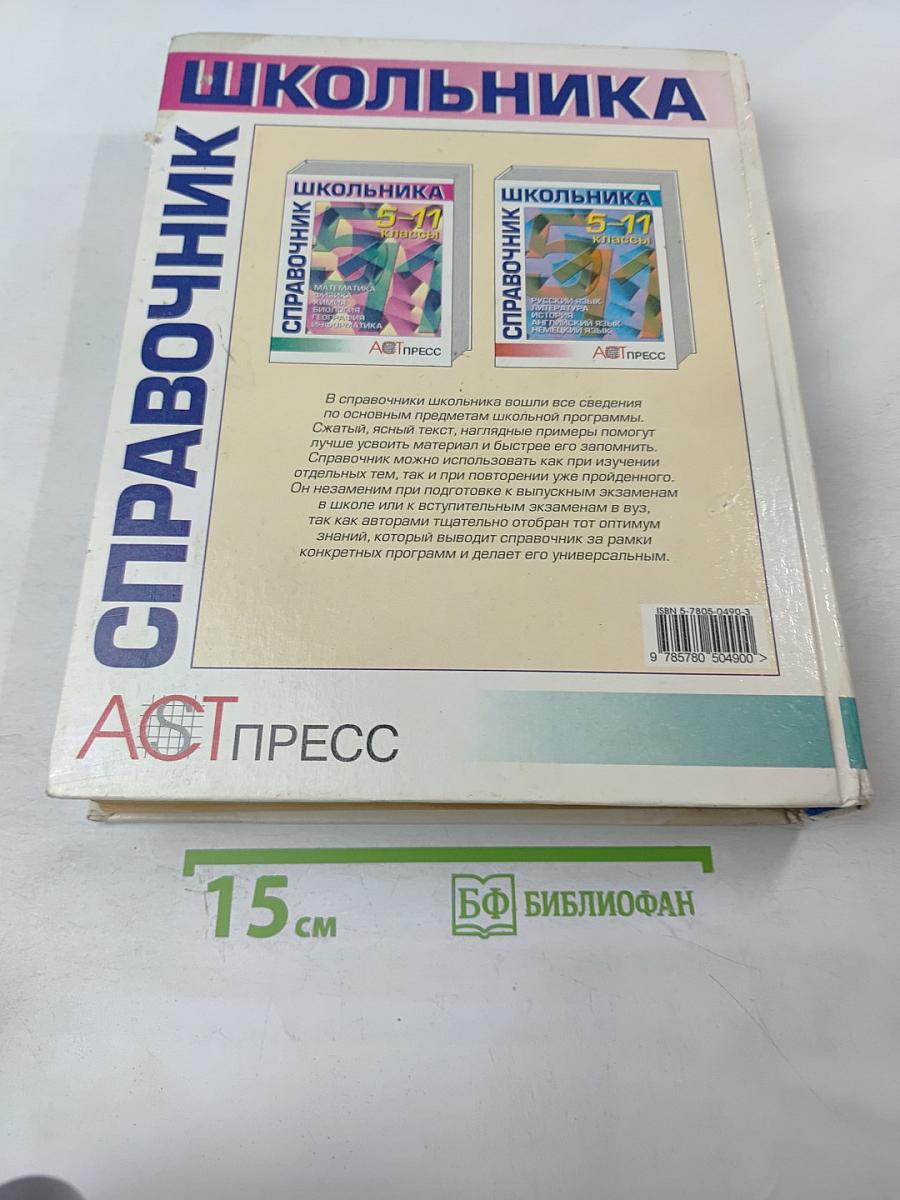 ШКОЛЬНИКА
СПРАВОЧНИК
ШКОЛЬНИКА
СПРАВОЧНИК
5–11
классы
МАТЕМАТИКА
ФИЗИКА
ХИМИЯ
БИОЛОГИЯ
ГЕОГРАФИЯ
ИНФОРМАТИКА
АСТ ПРЕСС
ШКОЛЬНИКА
СПРАВОЧНИК
5–11
классы
РУССКИЙ ЯЗЫК
ЛИТЕРАТУРА
ИСТОРИЯ
АНГЛИЙСКИЙ ЯЗЫК
НЕМЕЦКИЙ ЯЗЫК
АСТ ПРЕСС
В справочники школьника вошли все сведения
по основным предметам школьной программы.
Сжатый, ясный текст, наглядные примеры помогут
лучше усвоить материал и быстрее его запомнить.
Справочник можно использовать как при изучении
отдельных тем, так и при повторении уже пройденного.
Он незаменим при подготовке к выпускным экзаменам
в школе или к вступительным экзаменам в вуз,
так как авторами тщательно отобран тот оптимум
знаний, который выводит справочник за рамки
конкретных программ и делает его универсальным.
ISBN 5-7805-0490-3
9 785780 504900 >
АСТ ПРЕСС
15 см
БФ БИБЛИОФАН